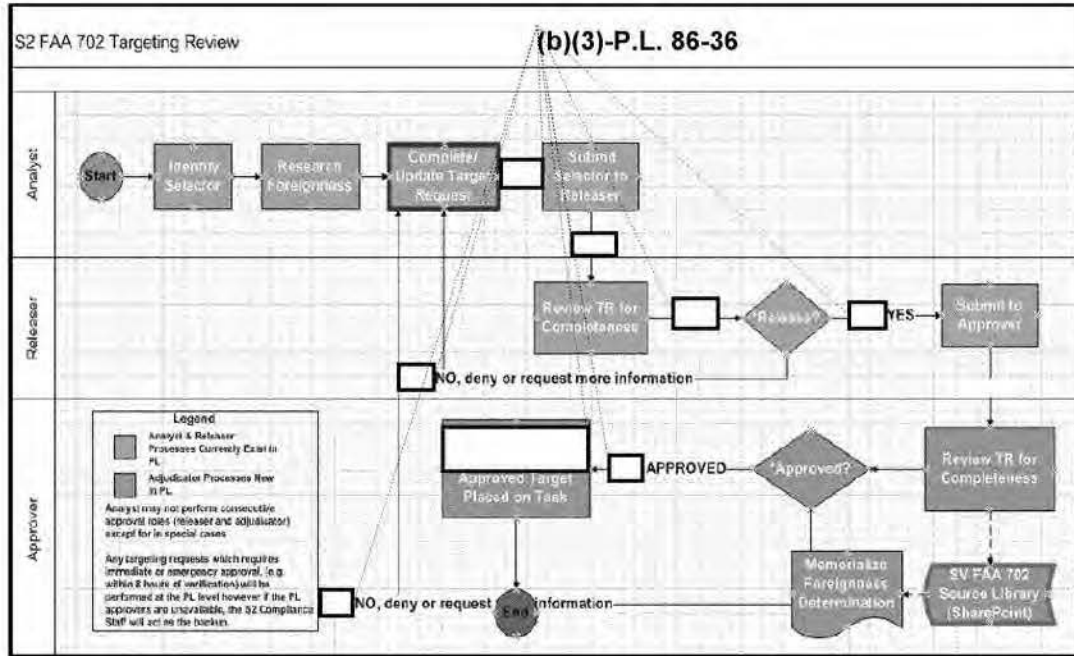 S2 FAA 702 Targeting Review
(b)(3)-P.L. 86-36
Analyst
Start
Identify
Selector
Research
Foreignness
Complete/
Update Target
Request
Submit
Selector to
Releaser
Releaser
Review TR for
Completeness
*Release?
YES
Submit to
Approver
NO, deny or request more information
Approver
Legend
Analyst & Releaser
Processes Currently Exist in
PL
Adjudicator Processes New
in PL
Analyst may not perform consecutive
approval roles (releaser and adjudicator)
except for in special cases
Any targeting requests which requires
immediate or emergency approval, (e.g.
within 8 hours of verification) will be
performed at the PL level however if the PL
approvers are unavailable, the S2 Compliance
Staff will act as the backup.
Approved Target
Placed on Task
APPROVED
*Approved?
Review TR for
Completeness
Memorialize
Foreignness
Determination
SV FAA 702
Source Library
(SharePoint)
NO, deny or request more information
End